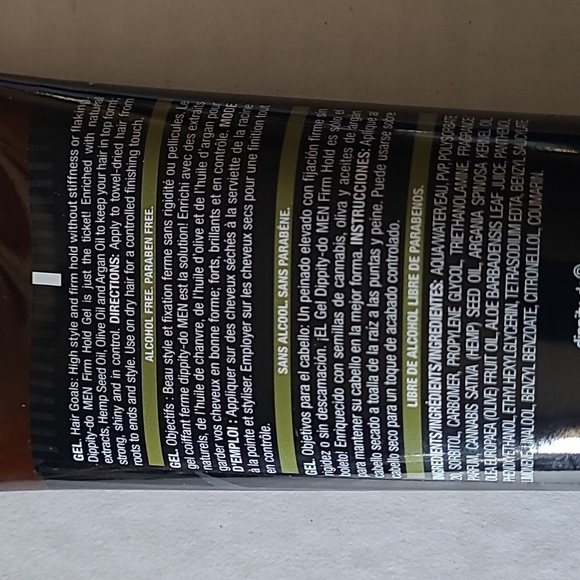 GEL. Hair Goals: High style and firm hold without stiffness or flaking.
Dippity-do MEN Firm Hold Gel is just the ticket! Enriched with natural
extracts, Hemp Seed Oil, Olive Oil and Argan Oil to keep your hair in top form;
strong, shiny and in control. DIRECTIONS: Apply to towel-dried hair from
roots to ends and style. Use on dry hair for a controlled finishing touch.
ALCOHOL FREE. PARABEN FREE.
GEL. Objectifs : Beau style et fixation ferme sans rigidité ou pellicules. Le
gel coiffant ferme dippity-do MEN est la solution! Enrichi avec des extraits
naturels, de l'huile de chanvre, de l'huile d'olive et de l'huile d'argan pour
garder vos cheveux en bonne forme; forts, brillants et en contrôle. MODE
D'EMPLOI : Appliquer sur des cheveux séchés à la serviette de la racine
à la pointe et styliser. Employer sur les cheveux secs pour une finition tout
en contrôle.
SANS ALCOOL. SANS PARABÈNE.
GEL. Objetivos para el cabello: Un peinado elevado con fijación firme, sin
rigidez o sin descamación. ¡EL Gel Dippity-do MEN Firm Hold es sólo el
boleto! Enriquecido con semillas de cannabis, oliva y aceites de argán
para mantener su cabello en la mejor forma. INSTRUCCIONES: Aplique al
cabello secado a toalla de la raíz a las puntas y peine. Puede usarse sobre
cabello seco para un toque de acabado controlado.
LIBRE DE ALCOHOL LIBRE DE PARABENOS.
INGREDIENTS/INGRÉDIENTS/INGREDIENTES: AQUA/WATER/EAU, PVP, POLYSORBATE
20, SORBITOL, CARBOMER, PROPYLENE GLYCOL, TRIETHANOLAMINE, FRAGRANCE
PARFUM, CANNABIS SATIVA (HEMP) SEED OIL, ARGANIA SPINOSA KERNEL OIL,
OLEA EUROPAEA (OLIVE) FRUIT OIL, ALOE BARBADENSIS LEAF JUICE, PANTHENOL,
PHENOXYETHANOL, ETHYLHEXYLGLYCERIN, TETRASODIUM EDTA, BENZYL SALICYLATE,
LIMONENE, LINALOOL, BENZYL BENZOATE, CITRONELLOL, COUMARIN.